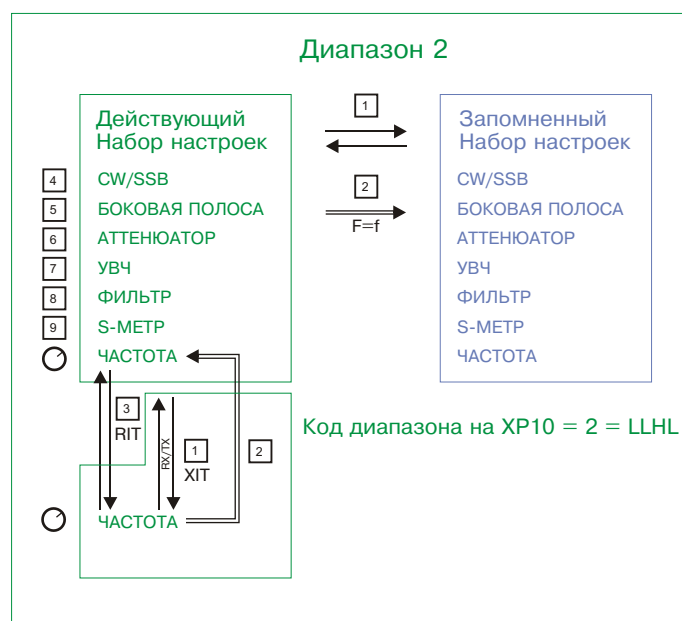 Диапазон 2
Действующий
Набор настроек
1
Запомненный
Набор настроек
4 CW/SSB
2
CW/SSB
5 БОКОВАЯ ПОЛОСА
F=f
БОКОВАЯ ПОЛОСА
6 АТТЕНЮАТОР
АТТЕНЮАТОР
7 УВЧ
УВЧ
8 ФИЛЬТР
ФИЛЬТР
9 S-МЕТР
S-МЕТР
ЧАСТОТА
ЧАСТОТА
3
RIT
RX/TX
1
XIT
2
Код диапазона на XP10 = 2 = LLHL
ЧАСТОТА